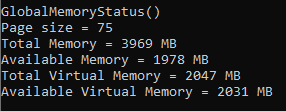 GlobalMemoryStatus()
Page size = 75
Total Memory = 3969 MB
Available Memory = 1978 MB
Total Virtual Memory = 2047 MB
Available Virtual Memory = 2031 MB